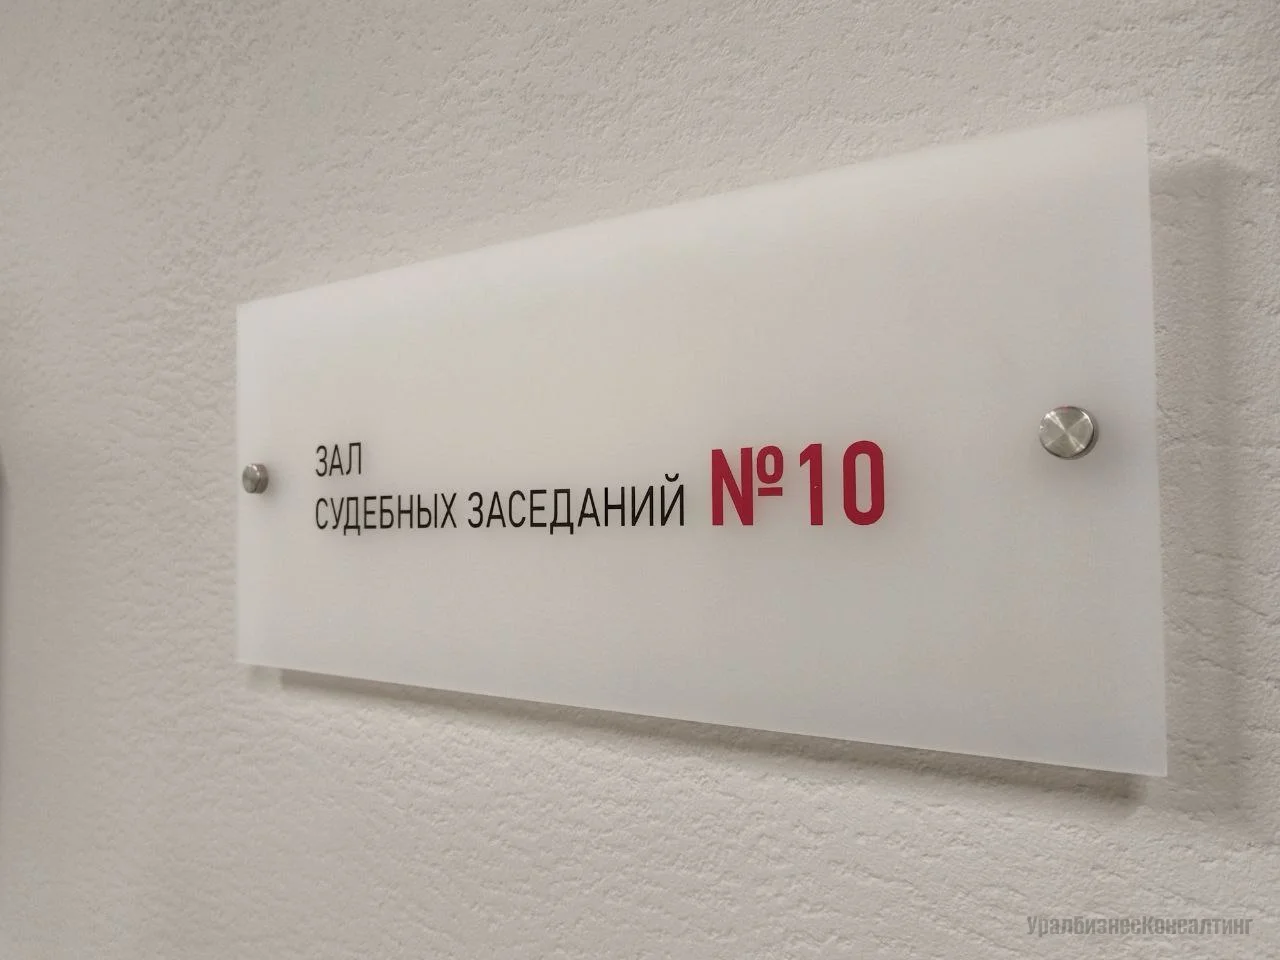 ЗАЛ
СУДЕБНЫХ ЗАСЕДАНИЙ №10
УралбизнесКонсалтинг